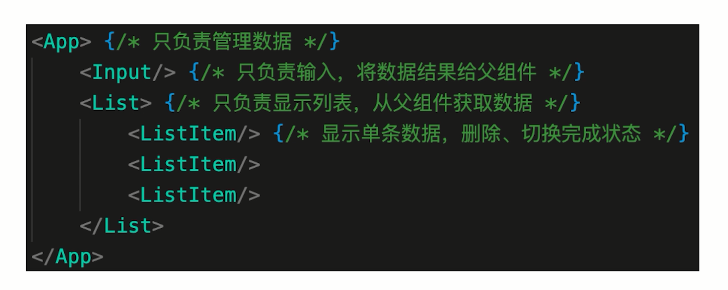 <App> {/* 只负责管理数据 */}
    <Input/> {/* 只负责输入，将数据结果给父组件 */}
    <List> {/* 只负责显示列表，从父组件获取数据 */}
        <ListItem/> {/* 显示单条数据，删除、切换完成状态 */}
        <ListItem/>
        <ListItem/>
    </List>
</App>